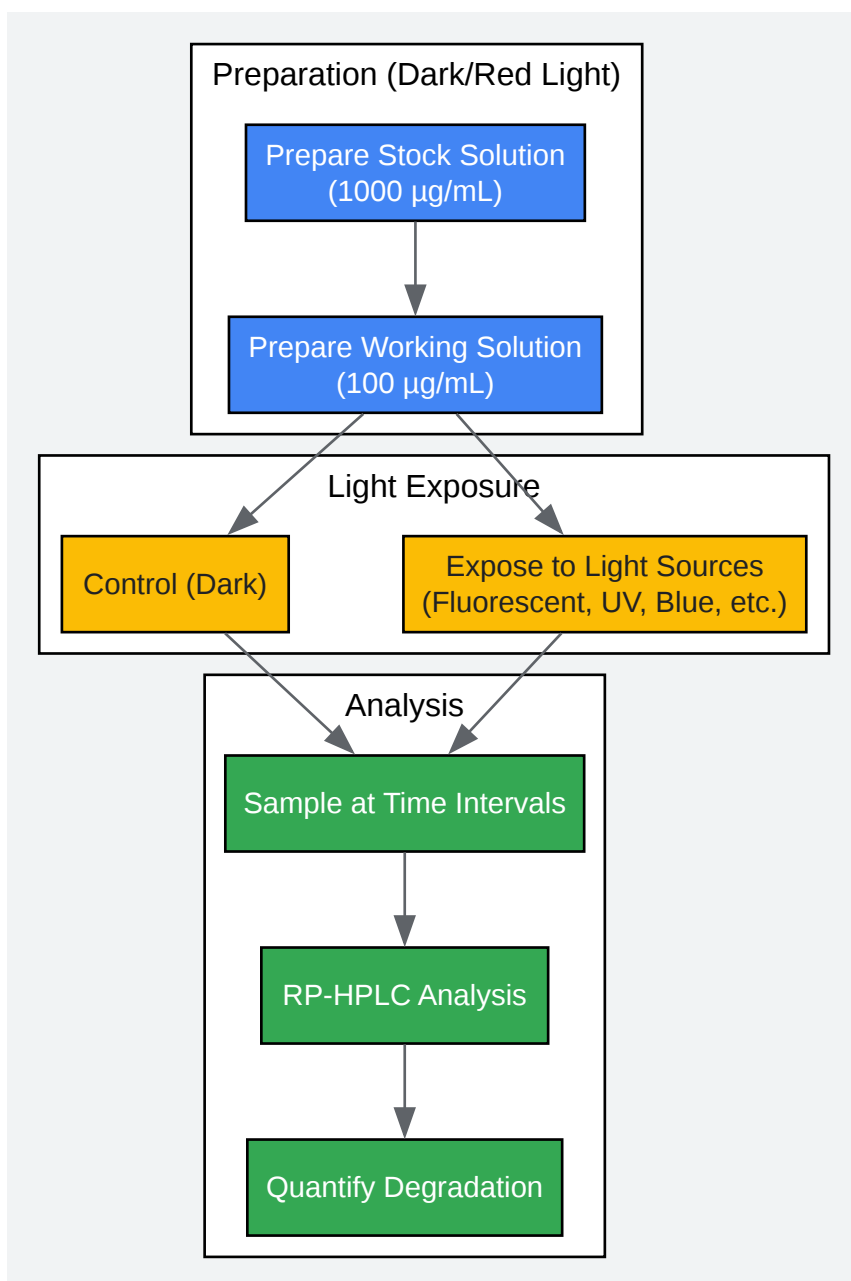 Preparation (Dark/Red Light)
Prepare Stock Solution
(1000 µg/mL)
Prepare Working Solution
(100 µg/mL)
Light Exposure
Control (Dark)
Expose to Light Sources
(Fluorescent, UV, Blue, etc.)
Analysis
Sample at Time Intervals
RP-HPLC Analysis
Quantify Degradation